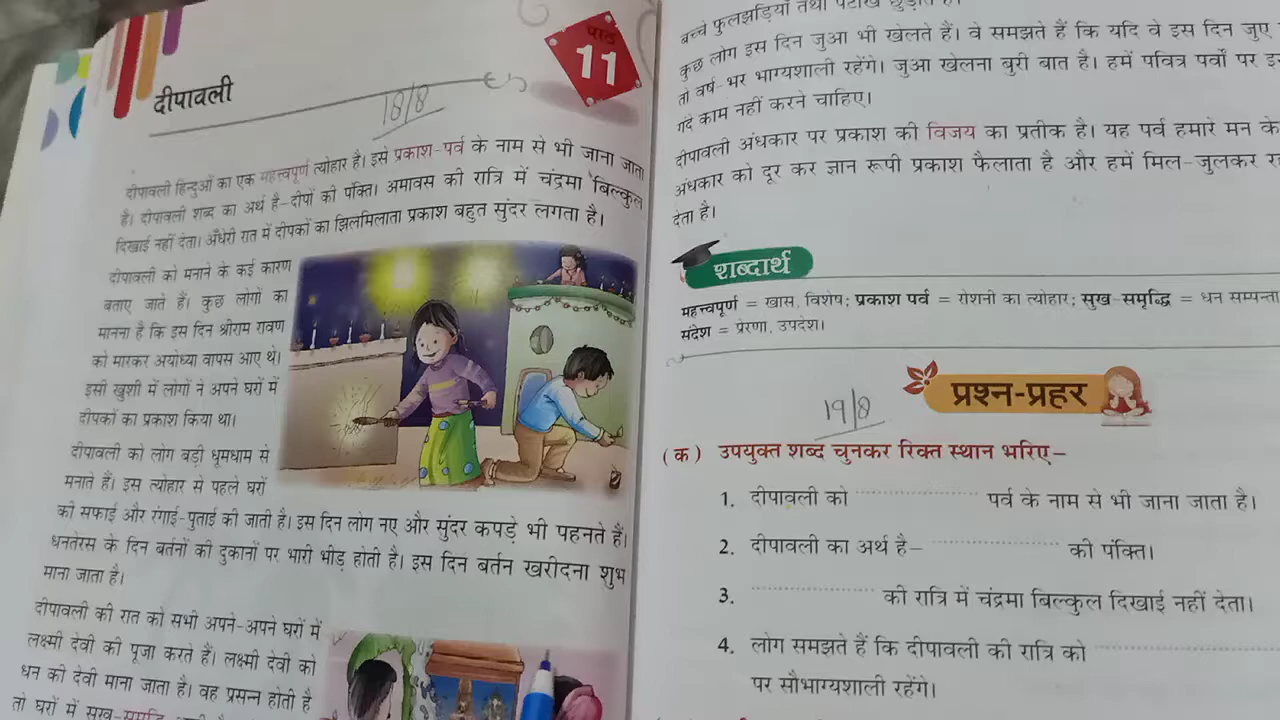 पाठ
11
दीपावली
18/8
दीपावली हिन्दुओं का एक महत्त्वपूर्ण त्योहार है। इसे प्रकाश-पर्व के नाम से भी जाना जाता
है। दीपावली शब्द का अर्थ है-दीपों की पंक्ति। अमावस की रात्रि में चंद्रमा बिल्कुल
दिखाई नहीं देता। अँधेरी रात में दीपकों का झिलमिलाता प्रकाश बहुत सुंदर लगता है।
दीपावली को मनाने के कई कारण
बताए जाते हैं। कुछ लोगों का
मानना है कि इस दिन श्रीराम रावण
को मारकर अयोध्या वापस आए थे।
इसी खुशी में लोगों ने अपने घरों में
दीपकों का प्रकाश किया था।
दीपावली को लोग बड़ी धूमधाम से
मनाते हैं। इस त्योहार से पहले घरों
की सफाई और रंगाई-पुताई की जाती है। इस दिन लोग नए और सुंदर कपड़े भी पहनते हैं।
धनतेरस के दिन बर्तनों की दुकानों पर भारी भीड़ होती है। इस दिन बर्तन खरीदना शुभ
माना जाता है।
दीपावली की रात को सभी अपने-अपने घरों में
लक्ष्मी देवी की पूजा करते हैं। लक्ष्मी देवी को
धन की देवी माना जाता है। वह प्रसन्न होती है
तो घरों में सुख-समृद्धि
बच्चे फुलझड़ियाँ तथा पटाखे छुड़ाते हैं।
कुछ लोग इस दिन जुआ भी खेलते हैं। वे समझते हैं कि यदि वे इस दिन जुए
तो वर्ष-भर भाग्यशाली रहेंगे। जुआ खेलना बुरी बात है। हमें पवित्र पर्वों पर
गंदे काम नहीं करने चाहिए।
दीपावली अंधकार पर प्रकाश की विजय का प्रतीक है। यह पर्व हमारे मन के
अंधकार को दूर कर ज्ञान रूपी प्रकाश फैलाता है और हमें मिल-जुलकर
देता है।
शब्दार्थ
महत्त्वपूर्ण = खास, विशेष; प्रकाश पर्व = रोशनी का त्योहार; सुख-समृद्धि = धन सम्पन्नता
संदेश = प्रेरणा, उपदेश।
प्रश्न-प्रहर
19/8
(क) उपयुक्त शब्द चुनकर रिक्त स्थान भरिए-
1. दीपावली को ................ पर्व के नाम से भी जाना जाता है।
2. दीपावली का अर्थ है- ................ की पंक्ति।
3. ................ की रात्रि में चंद्रमा बिल्कुल दिखाई नहीं देता।
4. लोग समझते हैं कि दीपावली की रात्रि को ................
पर सौभाग्यशाली रहेंगे।